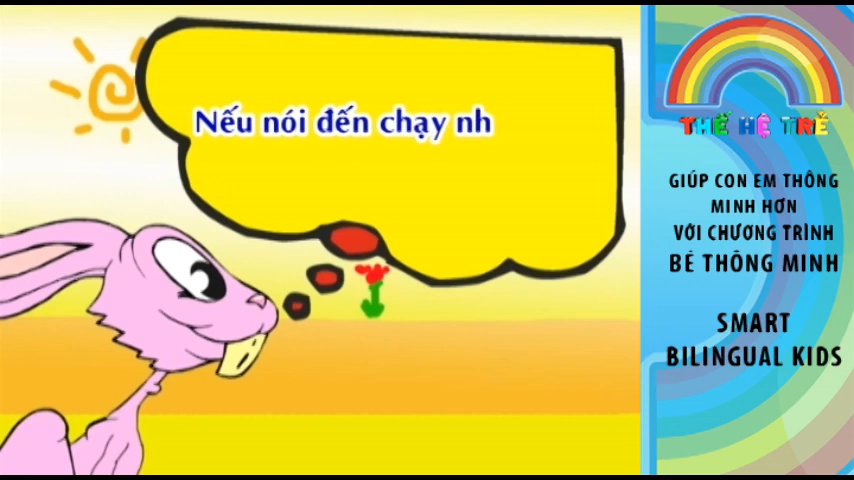 Nếu nói đến chạy nh
THẾ HỆ TRẺ
GIÚP CON EM THÔNG
MINH HƠN
VỚI CHƯƠNG TRÌNH
BÉ THÔNG MINH
SMART
BILINGUAL KIDS